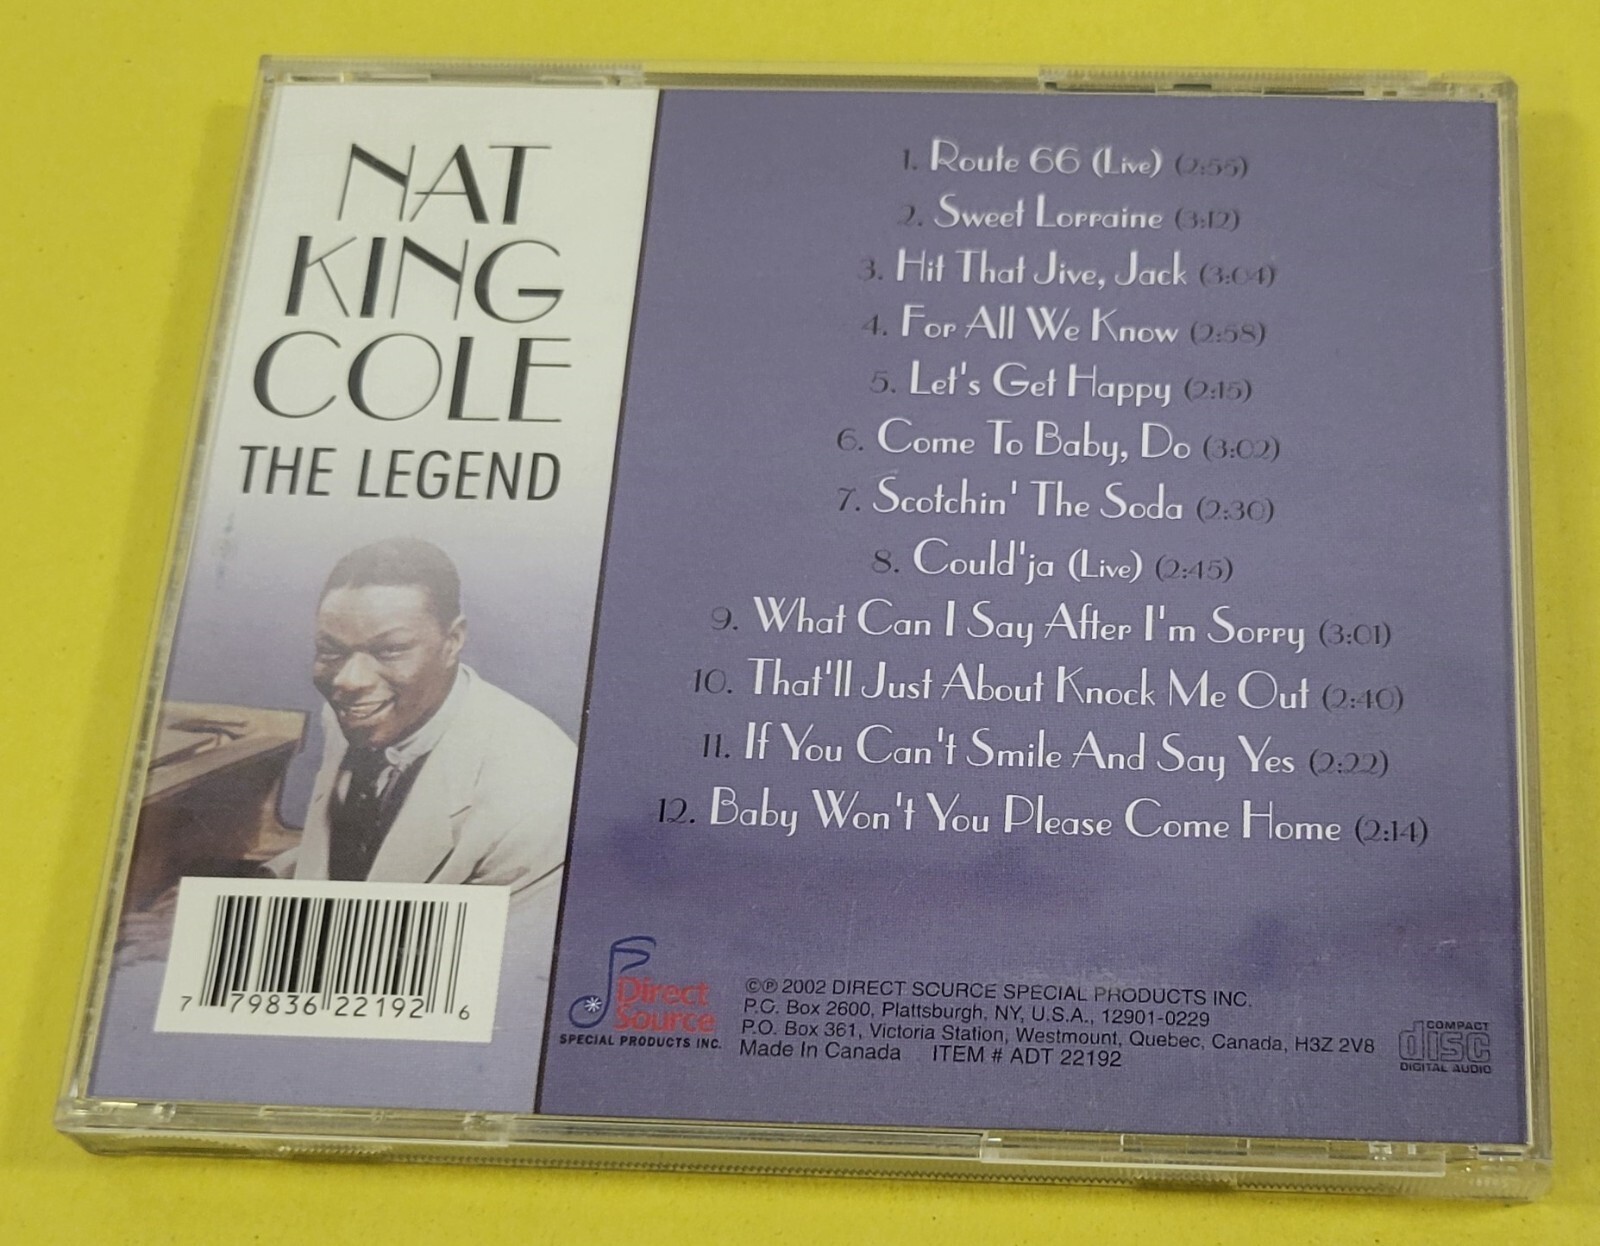 NAT
KING
COLE
THE LEGEND
1. Route 66 (Live) (2:55)
2. Sweet Lorraine (3:12)
3. Hit That Jive, Jack (3:04)
4. For All We Know (2:58)
5. Let's Get Happy (2:15)
6. Come To Baby, Do (3:02)
7. Scotchin' The Soda (2:30)
8. Could'ja (Live) (2:45)
9. What Can I Say After I'm Sorry (3:01)
10. That'll Just About Knock Me Out (2:40)
11. If You Can't Smile And Say Yes (2:22)
12. Baby Won't You Please Come Home (2:14)
7 79836 22192 6
Direct
Source
SPECIAL PRODUCTS INC.
©℗ 2002 DIRECT SOURCE SPECIAL PRODUCTS INC.
P.O. Box 2600, Plattsburgh, NY, U.S.A., 12901-0229
P.O. Box 361, Victoria Station, Westmount, Quebec, Canada, H3Z 2V8
Made In Canada ITEM # ADT 22192
COMPACT
disc
DIGITAL AUDIO